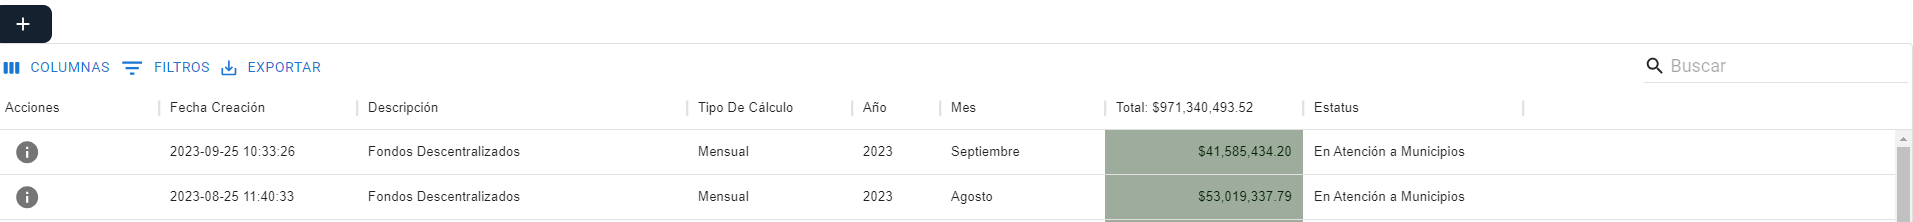 +
COLUMNAS FILTROS EXPORTAR Buscar
Acciones Fecha Creación Descripción Tipo De Cálculo Año Mes Total: $971,340,493.52 Estatus
2023-09-25 10:33:26 Fondos Descentralizados Mensual 2023 Septiembre $41,585,434.20 En Atención a Municipios
2023-08-25 11:40:33 Fondos Descentralizados Mensual 2023 Agosto $53,019,337.79 En Atención a Municipios